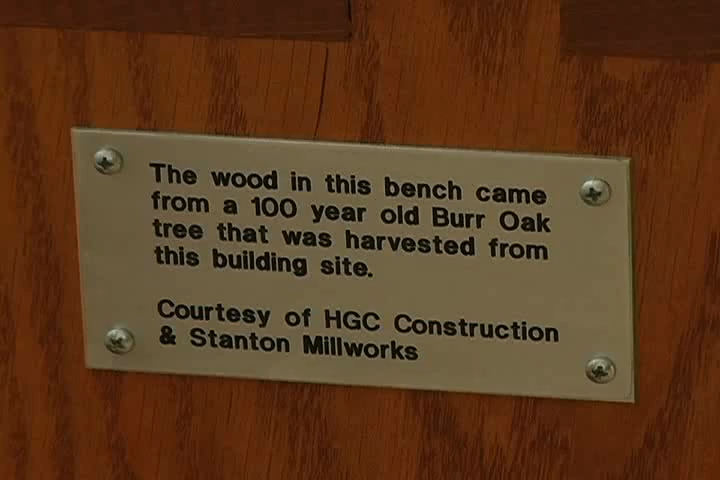 The wood in this bench came
from a 100 year old Burr Oak
tree that was harvested from
this building site.
Courtesy of HGC Construction
& Stanton Millworks